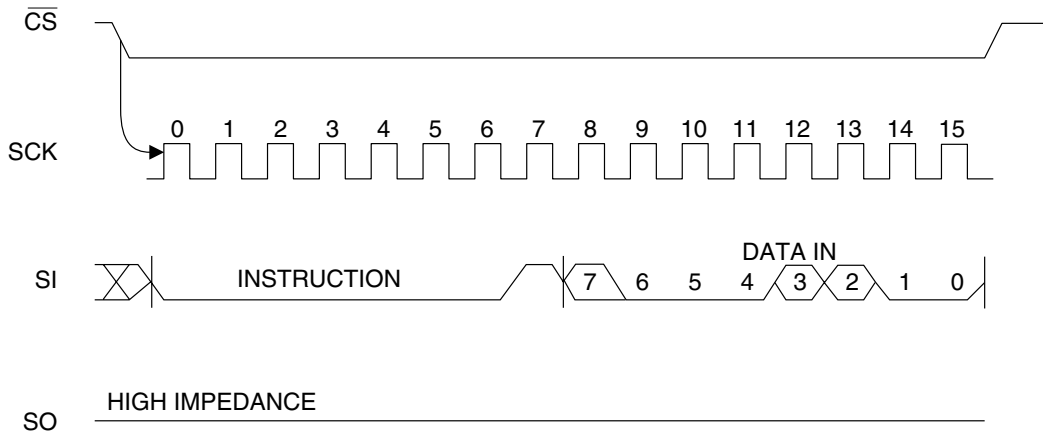 CS
0 1 2 3 4 5 6 7 8 9 10 11 12 13 14 15
SCK
DATA IN
SI INSTRUCTION 7 6 5 4 3 2 1 0
HIGH IMPEDANCE
SO